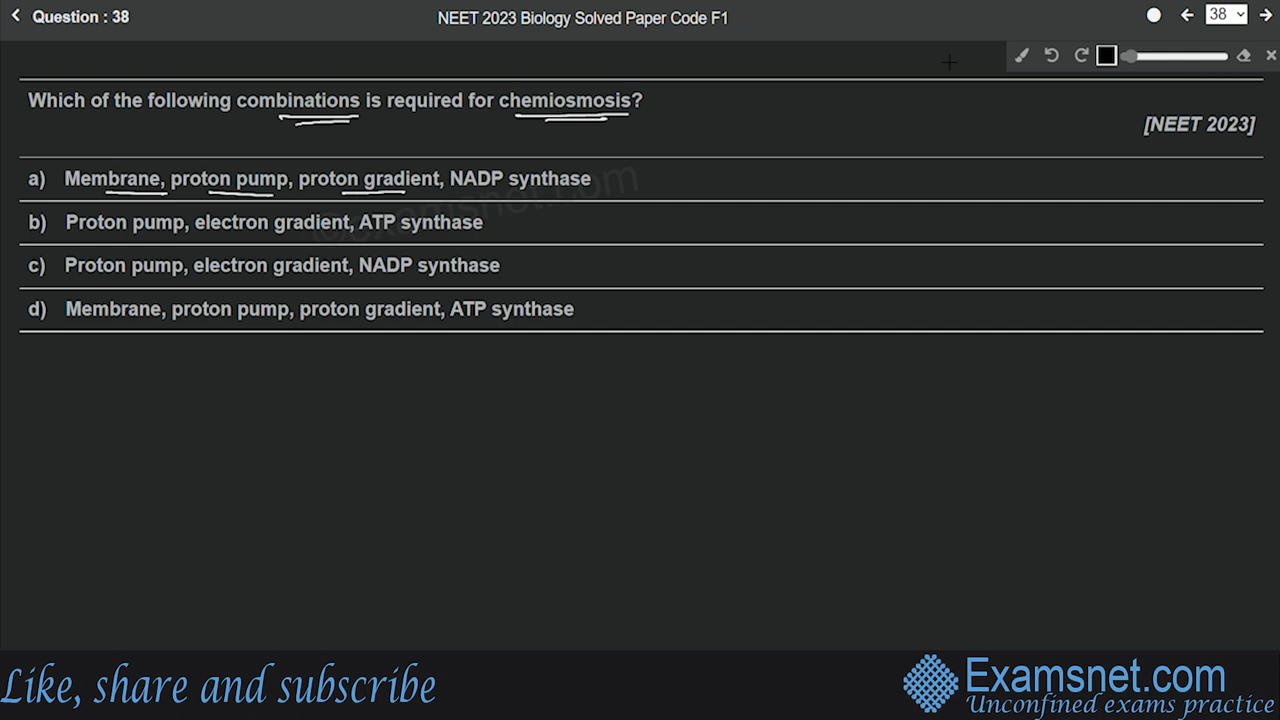 Question : 38
NEET 2023 Biology Solved Paper Code F1
38
Which of the following combinations is required for chemiosmosis?
[NEET 2023]
a) Membrane, proton pump, proton gradient, NADP synthase
b) Proton pump, electron gradient, ATP synthase
c) Proton pump, electron gradient, NADP synthase
d) Membrane, proton pump, proton gradient, ATP synthase
©examsnet.com
Like, share and subscribe
Examsnet.com
Unconfined exams practice